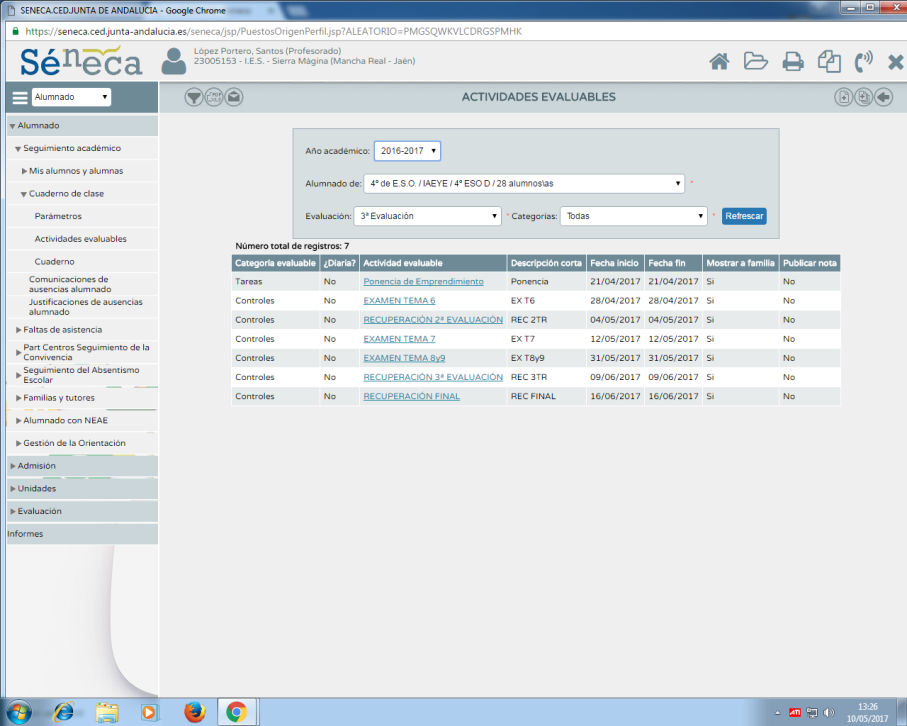 SENECA.CED.JUNTA DE ANDALUCIA - Google Chrome
https://seneca.ced.junta-andalucia.es/seneca/jsp/PuestosOrigenPerfil.jsp?ALEATORIO=PMGSQWKVLCDRGSPMHK
Séneca
López Portero, Santos (Profesorado)
23005153 - I.E.S. - Sierra Mágina (Mancha Real - Jaén)
Alumnado
ACTIVIDADES EVALUABLES
Alumnado
Seguimiento académico
Mis alumnos y alumnas
Cuaderno de clase
Parámetros
Actividades evaluables
Cuaderno
Comunicaciones de
ausencias alumnado
Justificaciones de ausencias
alumnado
Faltas de asistencia
Part Centros Seguimiento de la
Convivencia
Seguimiento del Absentismo
Escolar
Familias y tutores
Alumnado con NEAE
Gestión de la Orientación
Admisión
Unidades
Evaluación
Informes
Año académico: 2016-2017
Alumnado de: 4º de E.S.O. / IAEYE / 4º ESO D / 28 alumnos\as *
Evaluación: 3ª Evaluación * Categorías: Todas * Refrescar
Número total de registros: 7
Categoría evaluable ¿Diaria? Actividad evaluable Descripción corta Fecha inicio Fecha fin Mostrar a familia Publicar nota
Tareas No Ponencia de Emprendimiento Ponencia 21/04/2017 21/04/2017 Si No
Controles No EXAMEN TEMA 6 EX T6 28/04/2017 28/04/2017 Si No
Controles No RECUPERACIÓN 2ª EVALUACIÓN REC 2TR 04/05/2017 04/05/2017 Si No
Controles No EXAMEN TEMA 7 EX T7 12/05/2017 12/05/2017 Si No
Controles No EXAMEN TEMA 8y9 EX T8y9 31/05/2017 31/05/2017 Si No
Controles No RECUPERACIÓN 3ª EVALUACIÓN REC 3TR 09/06/2017 09/06/2017 Si No
Controles No RECUPERACIÓN FINAL REC FINAL 16/06/2017 16/06/2017 Si No
ATI
13:26
10/05/2017